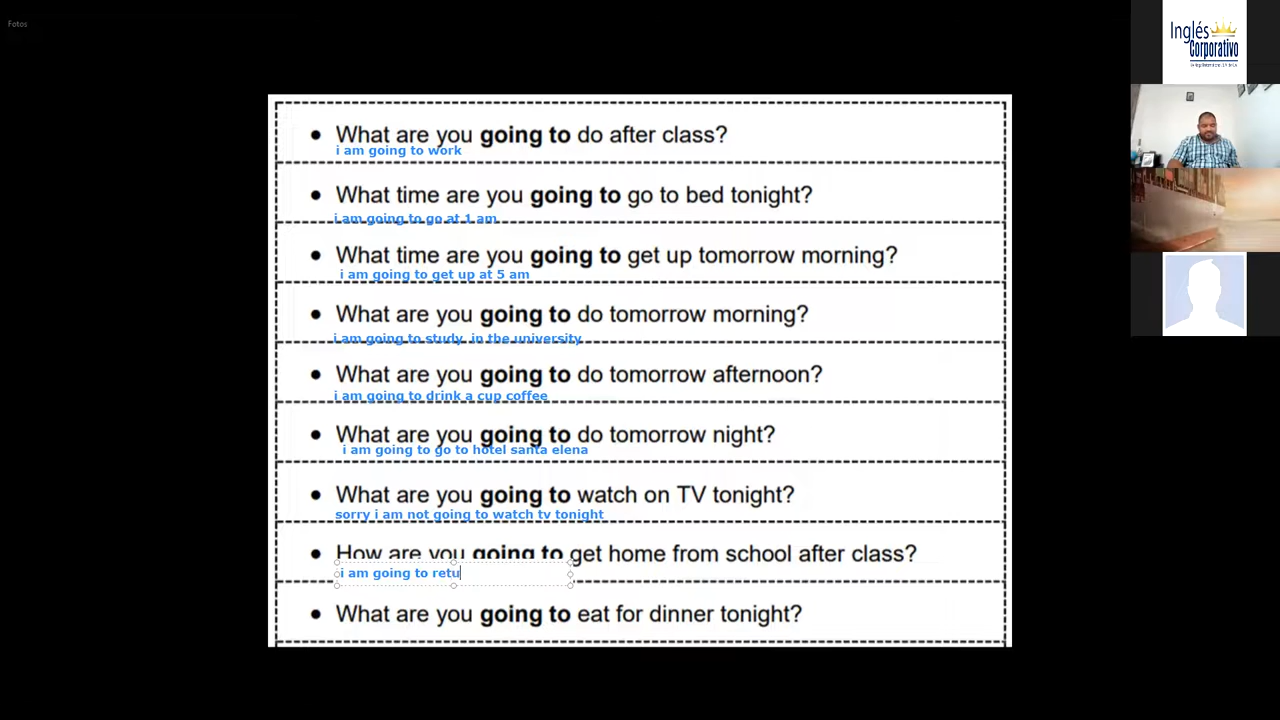 Fotos
Inglés
Corporativo
• What are you going to do after class?
i am going to work
• What time are you going to go to bed tonight?
i am going to go at 1 am
• What time are you going to get up tomorrow morning?
i am going to get up at 5 am
• What are you going to do tomorrow morning?
i am going to study in the university
• What are you going to do tomorrow afternoon?
i am going to drink a cup coffee
• What are you going to do tomorrow night?
i am going to go to hotel santa elena
• What are you going to watch on TV tonight?
sorry i am not going to watch tv tonight
• How are you going to get home from school after class?
i am going to retu
• What are you going to eat for dinner tonight?